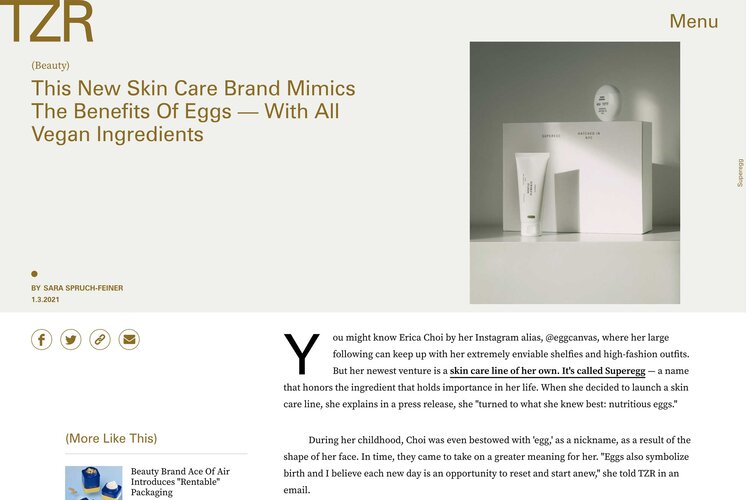 TZR
Menu
(Beauty)
This New Skin Care Brand Mimics
The Benefits Of Eggs — With All
Vegan Ingredients
SUPEREGG
HATCHED IN
NYC
Superegg
BY SARA SPRUCH-FEINER
1.3.2021
You might know Erica Choi by her Instagram alias, @eggcanvas, where her large
following can keep up with her extremely enviable shelfies and high-fashion outfits.
But her newest venture is a skin care line of her own. It's called Superegg — a name
that honors the ingredient that holds importance in her life. When she decided to launch a skin
care line, she explains in a press release, she "turned to what she knew best: nutritious eggs."
During her childhood, Choi was even bestowed with 'egg,' as a nickname, as a result of the
shape of her face. In time, they came to take on a greater meaning for her. "Eggs also symbolize
birth and I believe each new day is an opportunity to reset and start anew," she told TZR in an
email.
(More Like This)
Beauty Brand Ace Of Air
Introduces "Rentable"
Packaging